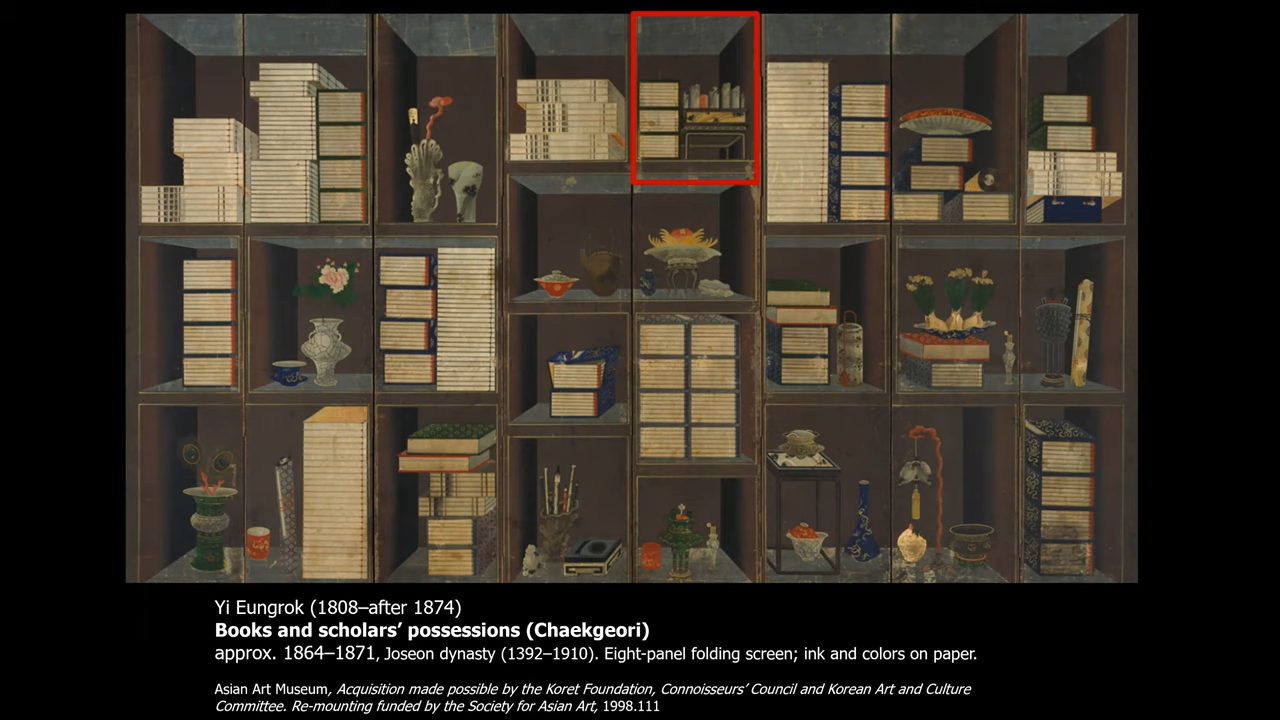 Yi Eungrok (1808–after 1874)
Books and scholars’ possessions (Chaekgeori)
approx. 1864–1871, Joseon dynasty (1392–1910). Eight-panel folding screen; ink and colors on paper.
Asian Art Museum, Acquisition made possible by the Koret Foundation, Connoisseurs’ Council and Korean Art and Culture
Committee. Re-mounting funded by the Society for Asian Art, 1998.111